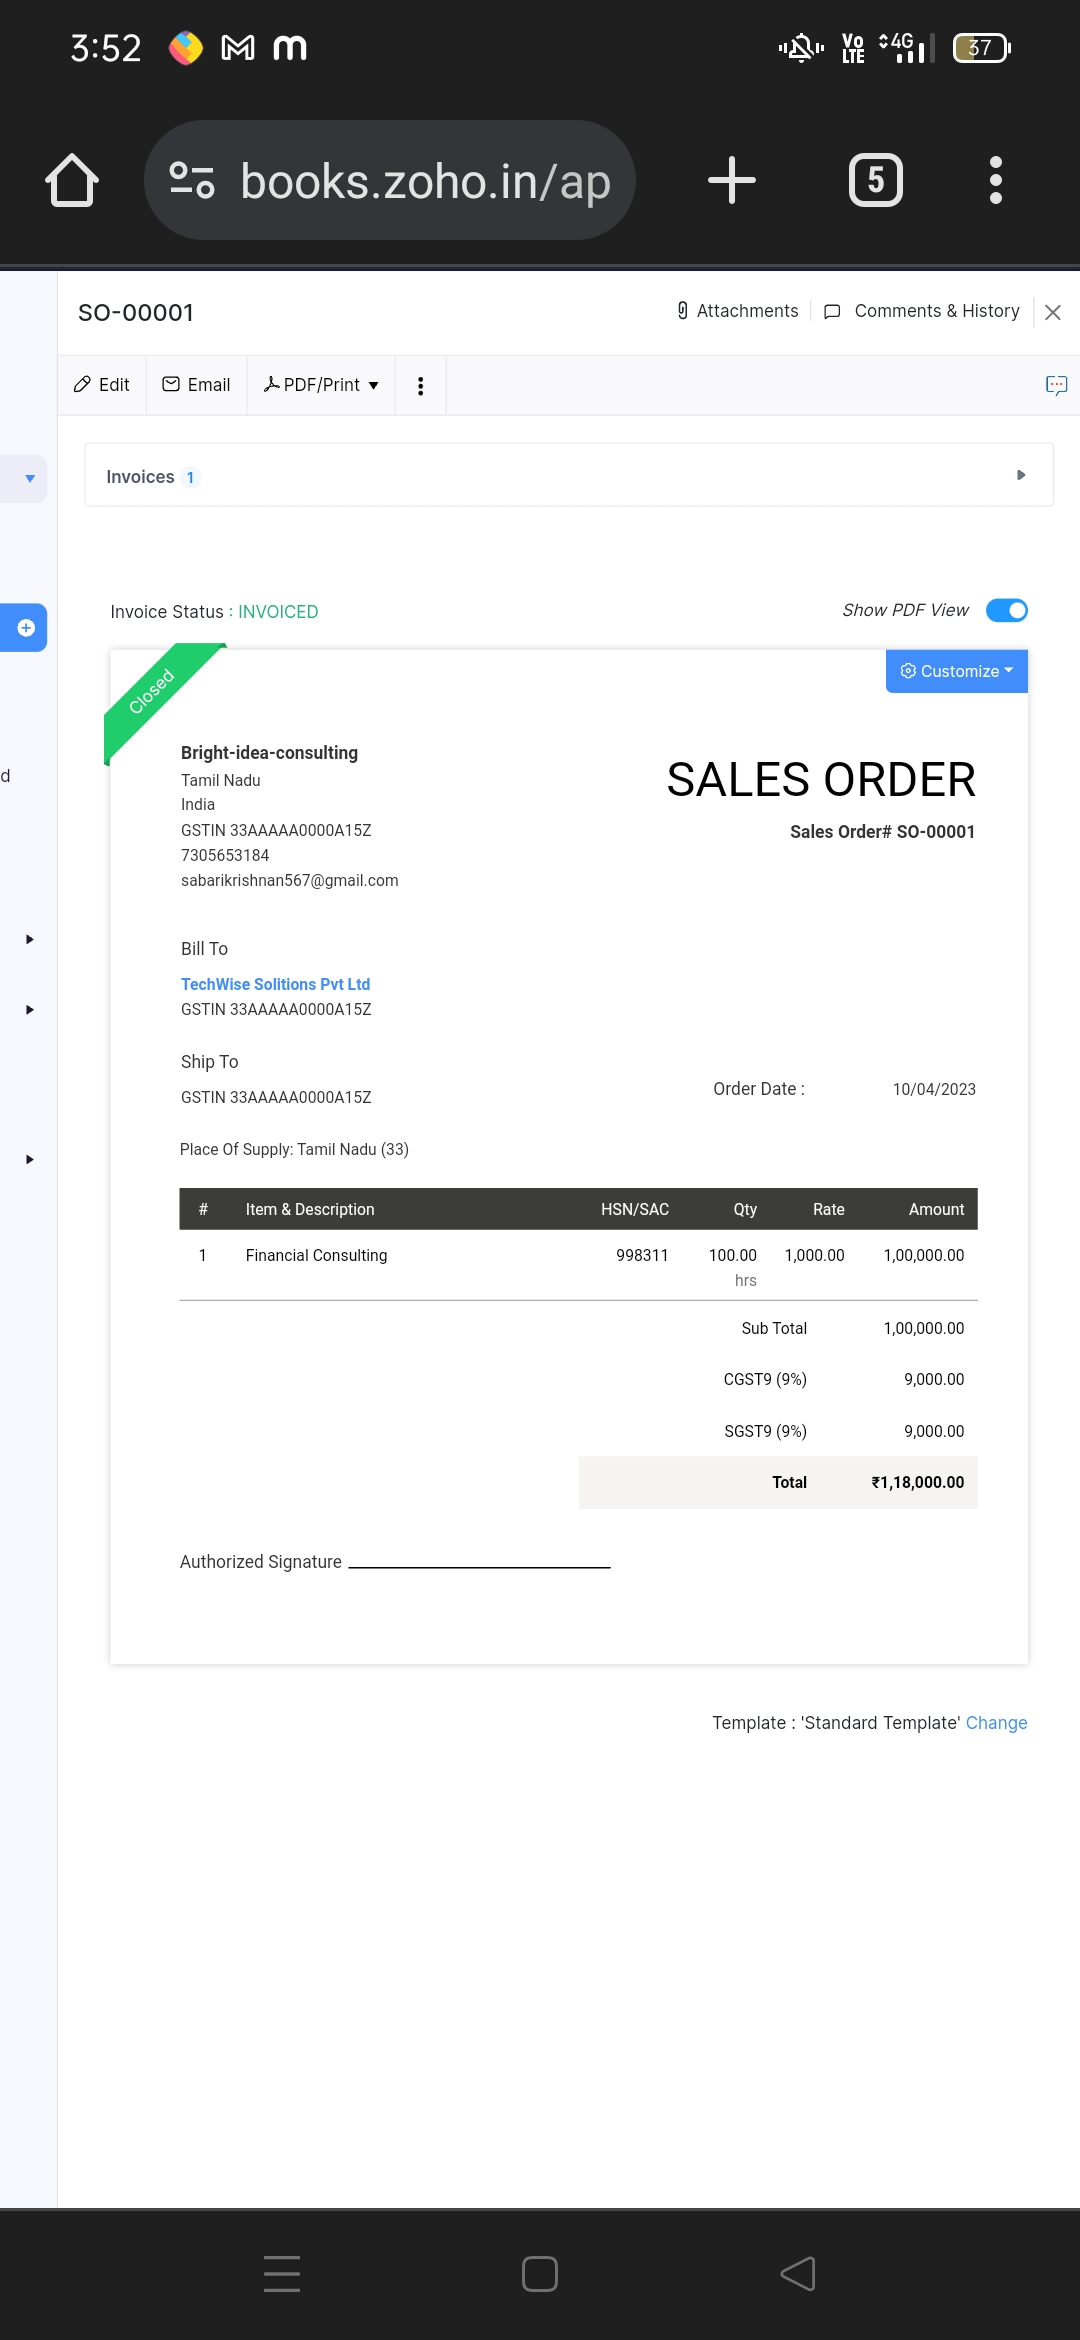 3:52
Vo LTE 4G 37
books.zoho.in/ap
5
SO-00001
Attachments
Comments & History
Edit
Email
PDF/Print
Invoices 1
Invoice Status : INVOICED
Show PDF View
Closed
Customize
Bright-idea-consulting
Tamil Nadu
India
GSTIN 33AAAAA0000A15Z
7305653184
sabarikrishnan567@gmail.com
SALES ORDER
Sales Order# SO-00001
d
Bill To
TechWise Solitions Pvt Ltd
GSTIN 33AAAAA0000A15Z
Ship To
GSTIN 33AAAAA0000A15Z
Order Date : 10/04/2023
Place Of Supply: Tamil Nadu (33)
# Item & Description HSN/SAC Qty Rate Amount
1 Financial Consulting 998311 100.00 1,000.00 1,00,000.00
hrs
Sub Total 1,00,000.00
CGST9 (9%) 9,000.00
SGST9 (9%) 9,000.00
Total ₹1,18,000.00
Authorized Signature
Template : 'Standard Template' Change